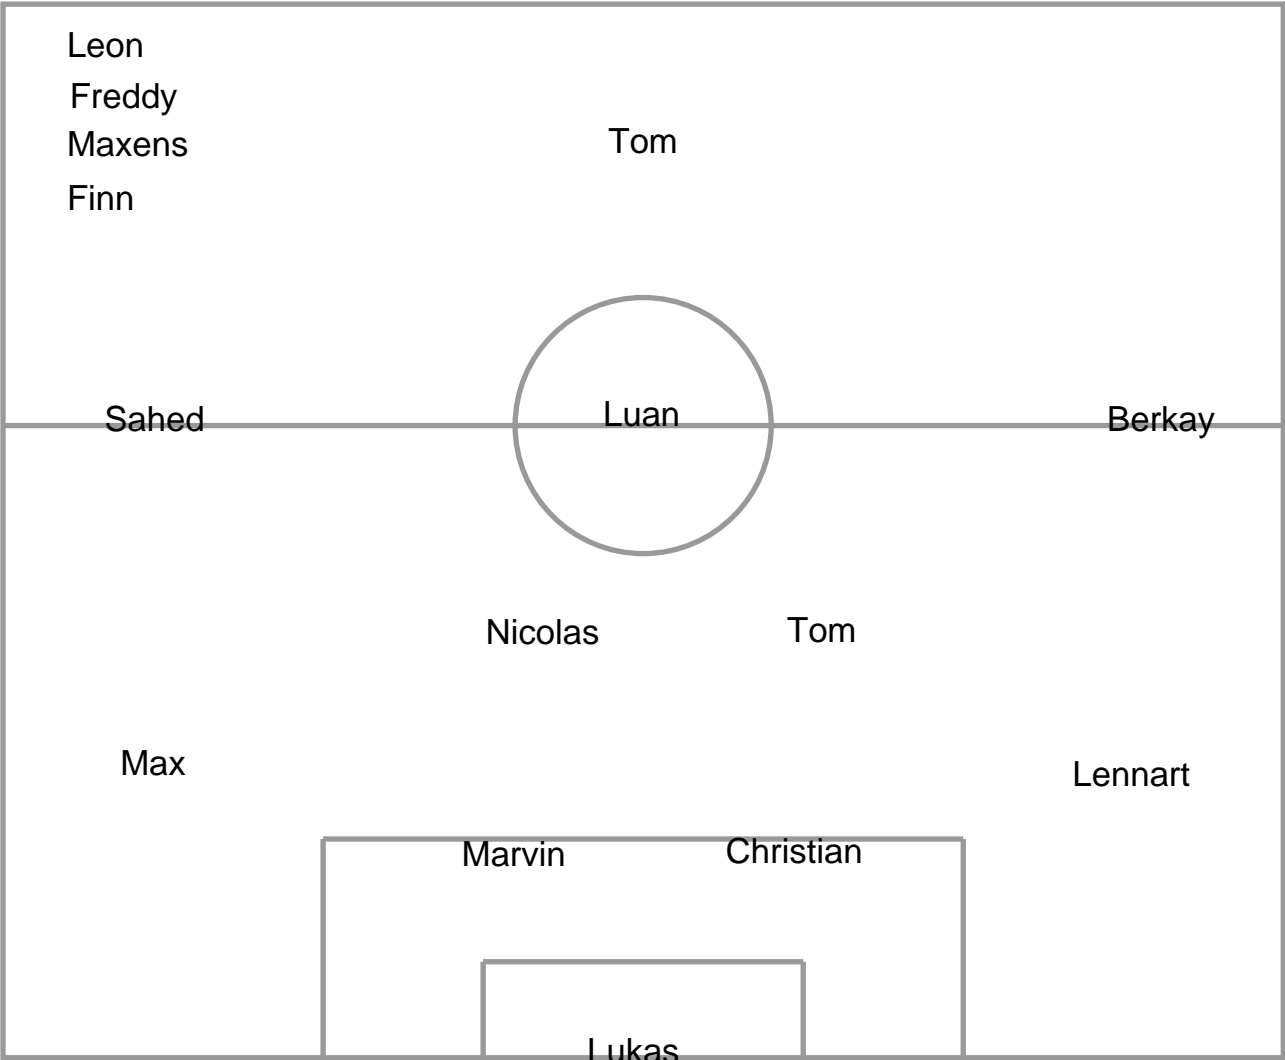 Leon
Freddy
Maxens
Tom
Finn
Sahed
Luan
Berkay
Nicolas
Tom
Max
Lennart
Marvin
Christian
Lukas